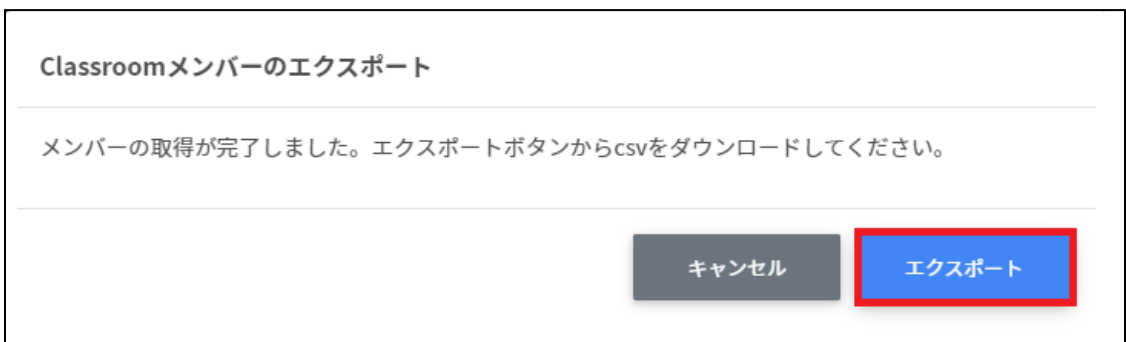 Classroomメンバーのエクスポート
メンバーの取得が完了しました。エクスポートボタンからcsvをダウンロードしてください。
キャンセル
エクスポート